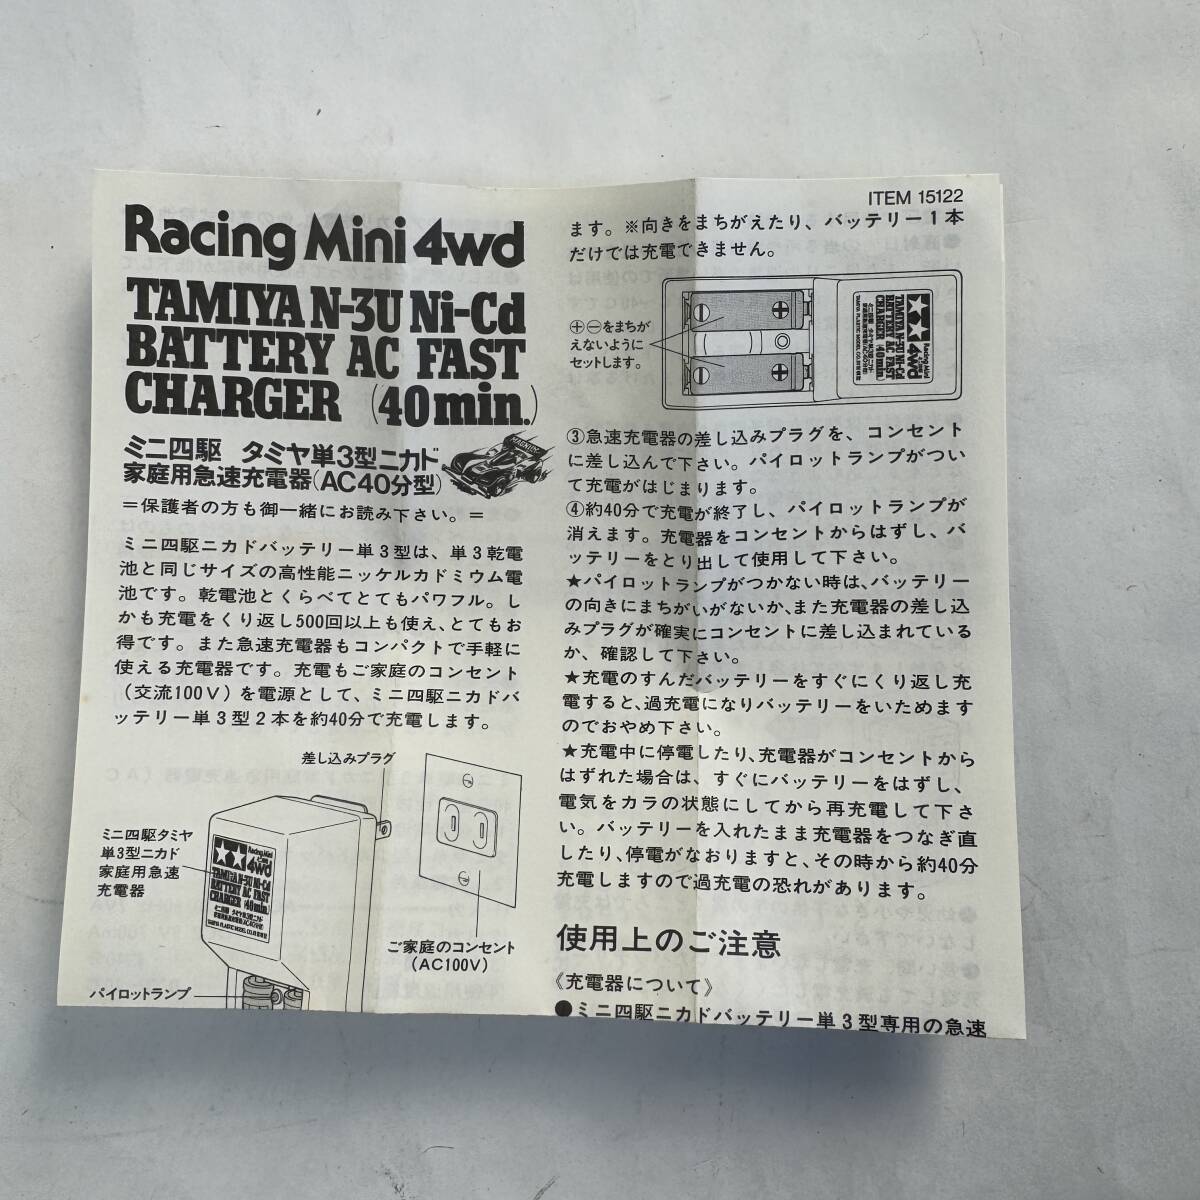 Racing Mini 4wd
TAMIYA N-3U Ni-Cd
BATTERY AC FAST
CHARGER (40min.)
ミニ四駆 タミヤ単3型ニカド
家庭用急速充電器(AC40分型)
=保護者の方も御一緒にお読み下さい。=
ミニ四駆ニカドバッテリー単3型は、単3乾電
池と同じサイズの高性能ニッケルカドミウム電
池です。乾電池とくらべてとてもパワフル。し
かも充電をくり返し500回以上も使え、とてもお
得です。また急速充電器もコンパクトで手軽に
使える充電器です。充電もご家庭のコンセント
(交流100V)を電源として、ミニ四駆ニカドバ
ッテリー単3型2本を約40分で充電します。
差し込みプラグ
ミニ四駆タミヤ
単3型ニカド
家庭用急速
充電器
Racing Mini
4wd
TAMIYA N-3U Ni-Cd
BATTERY AC FAST
CHARGER (40min.)
ご家庭のコンセント
(AC100V)
パイロットランプ
ITEM 15122
ます。※向きをまちがえたり、バッテリー1本
だけでは充電できません。
⊕⊖をまちが
えないように
セットします。
Racing Mini
4wd
TAMIYA N-3U Ni-Cd
BATTERY AC FAST
CHARGER (40min.)
③急速充電器の差し込みプラグを、コンセント
に差し込んで下さい。パイロットランプがつい
て充電がはじまります。
④約40分で充電が終了し、パイロットランプが
消えます。充電器をコンセントからはずし、バ
ッテリーをとり出して使用して下さい。
★パイロットランプがつかない時は、バッテリー
の向きにまちがいがないか、また充電器の差し込
みプラグが確実にコンセントに差し込まれている
か、確認して下さい。
★充電のすんだバッテリーをすぐにくり返し充
電すると、過充電になりバッテリーをいためます
のでおやめ下さい。
★充電中に停電したり、充電器がコンセントから
はずれた場合は、すぐにバッテリーをはずし、
電気をカラの状態にしてから再充電して下さ
い。バッテリーを入れたまま充電器をつなぎ直
したり、停電がなおりますと、その時から約40分
充電しますので過充電の恐れがあります。
使用上のご注意
《充電器について》
●ミニ四駆ニカドバッテリー単3型専用の急速